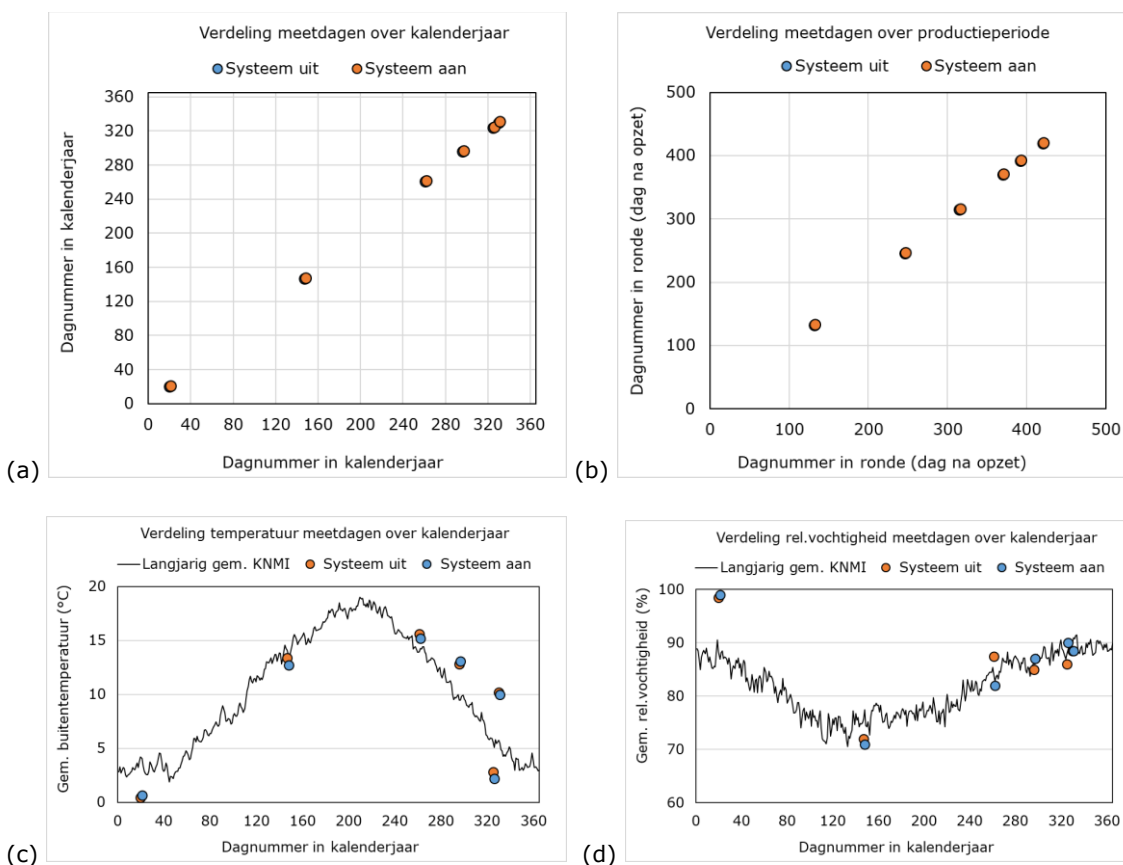 Verdeling meetdagen over kalenderjaar
Systeem uit Systeem aan
Dagnummer in kalenderjaar
360
320
280
240
200
160
120
80
40
0
0 40 80 120 160 200 240 280 320 360
Dagnummer in kalenderjaar
(a)
Verdeling meetdagen over productieperiode
Systeem uit Systeem aan
Dagnummer in ronde (dag na opzet)
500
400
300
200
100
0
0 100 200 300 400 500
Dagnummer in ronde (dag na opzet)
(b)
Verdeling temperatuur meetdagen over kalenderjaar
Langjarig gem. KNMI Systeem uit Systeem aan
Gem. buitentemperatuur (°C)
20
15
10
5
0
0 40 80 120 160 200 240 280 320 360
Dagnummer in kalenderjaar
(c)
Verdeling rel.vochtigheid meetdagen over kalenderjaar
Langjarig gem. KNMI Systeem uit Systeem aan
Gem. rel.vochtigheid (%)
100
90
80
70
60
0 40 80 120 160 200 240 280 320 360
Dagnummer in kalenderjaar
(d)